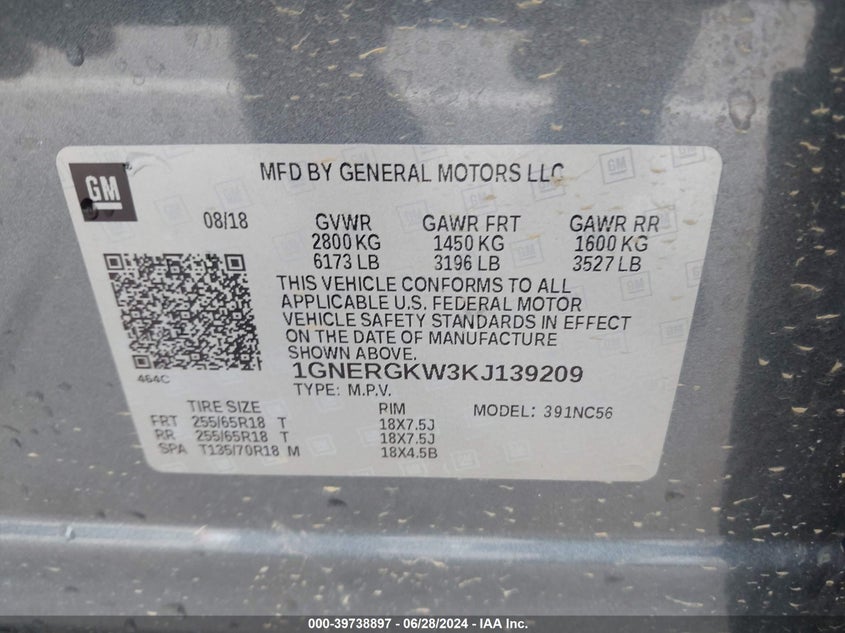 GM
MFD BY GENERAL MOTORS LLC
08/18 GVWR GAWR FRT GAWR RR
2800 KG 1450 KG 1600 KG
6173 LB 3196 LB 3527 LB
THIS VEHICLE CONFORMS TO ALL
APPLICABLE U.S. FEDERAL MOTOR
VEHICLE SAFETY STANDARDS IN EFFECT
ON THE DATE OF MANUFACTURE
SHOWN ABOVE.
464C
1GNERGKW3KJ139209
TYPE: M.P.V.
TIRE SIZE RIM MODEL: 391NC56
FRT 255/65R18 T 18X7.5J
RR 255/65R18 T 18X7.5J
SPA T135/70R18 M 18X4.5B
000-39738897 - 06/28/2024 - IAA Inc.